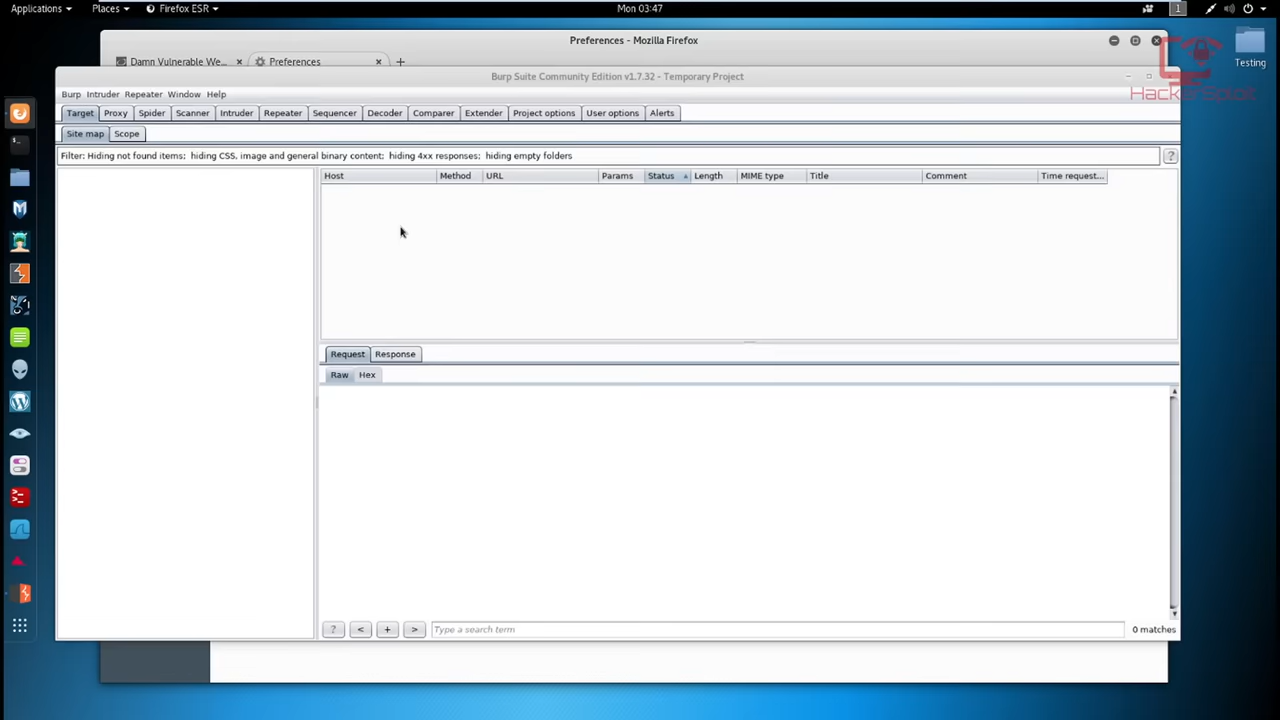 Applications Places Firefox ESR Mon 03:47 1
Preferences - Mozilla Firefox
Damn Vulnerable We... × Preferences × +
Testing
Burp Suite Community Edition v1.7.32 - Temporary Project
HackerSploit
Burp Intruder Repeater Window Help
Target Proxy Spider Scanner Intruder Repeater Sequencer Decoder Comparer Extender Project options User options Alerts
Site map Scope
Filter: Hiding not found items; hiding CSS, image and general binary content; hiding 4xx responses; hiding empty folders ?
Host Method URL Params Status Length MIME type Title Comment Time request...
Request Response
Raw Hex
? < + > Type a search term 0 matches